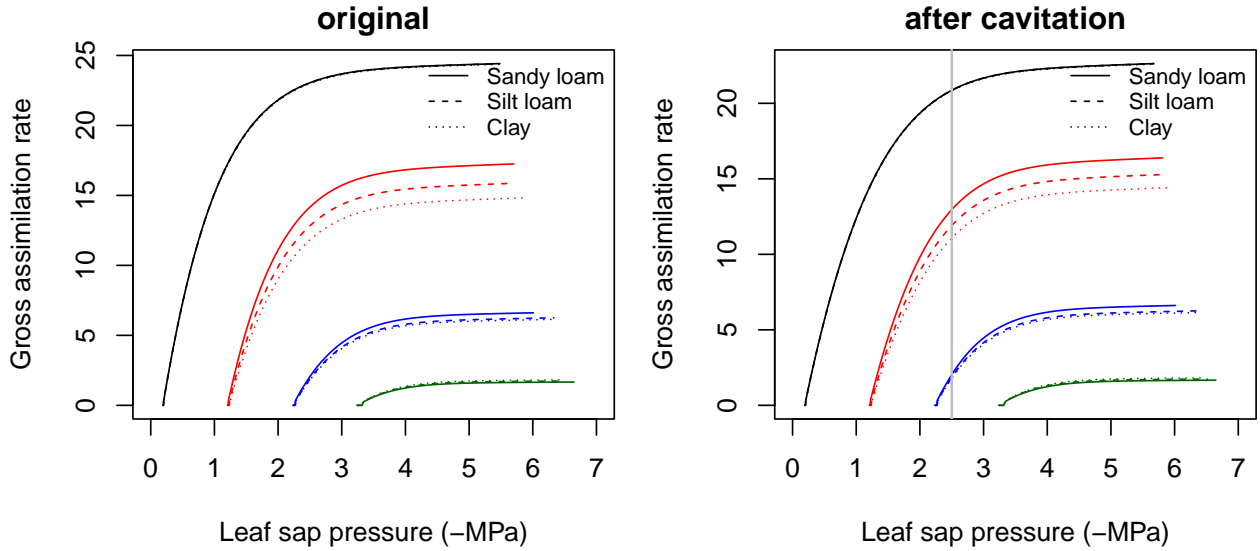 original
Gross assimilation rate
25
20
15
10
5
0
Sandy loam
Silt loam
Clay
0 1 2 3 4 5 6 7
Leaf sap pressure (−MPa)
after cavitation
Gross assimilation rate
20
15
10
5
0
Sandy loam
Silt loam
Clay
0 1 2 3 4 5 6 7
Leaf sap pressure (−MPa)